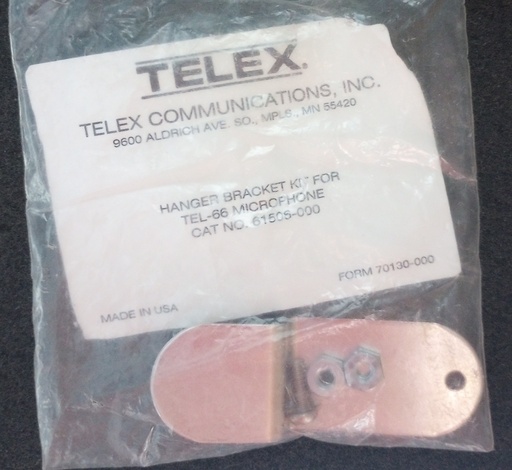 TELEX®
TELEX COMMUNICATIONS, INC.
9600 ALDRICH AVE. SO., MPLS., MN 55420
HANGER BRACKET KIT FOR
TEL-66 MICROPHONE
CAT NO. 61506-000
FORM 70130-000
MADE IN USA